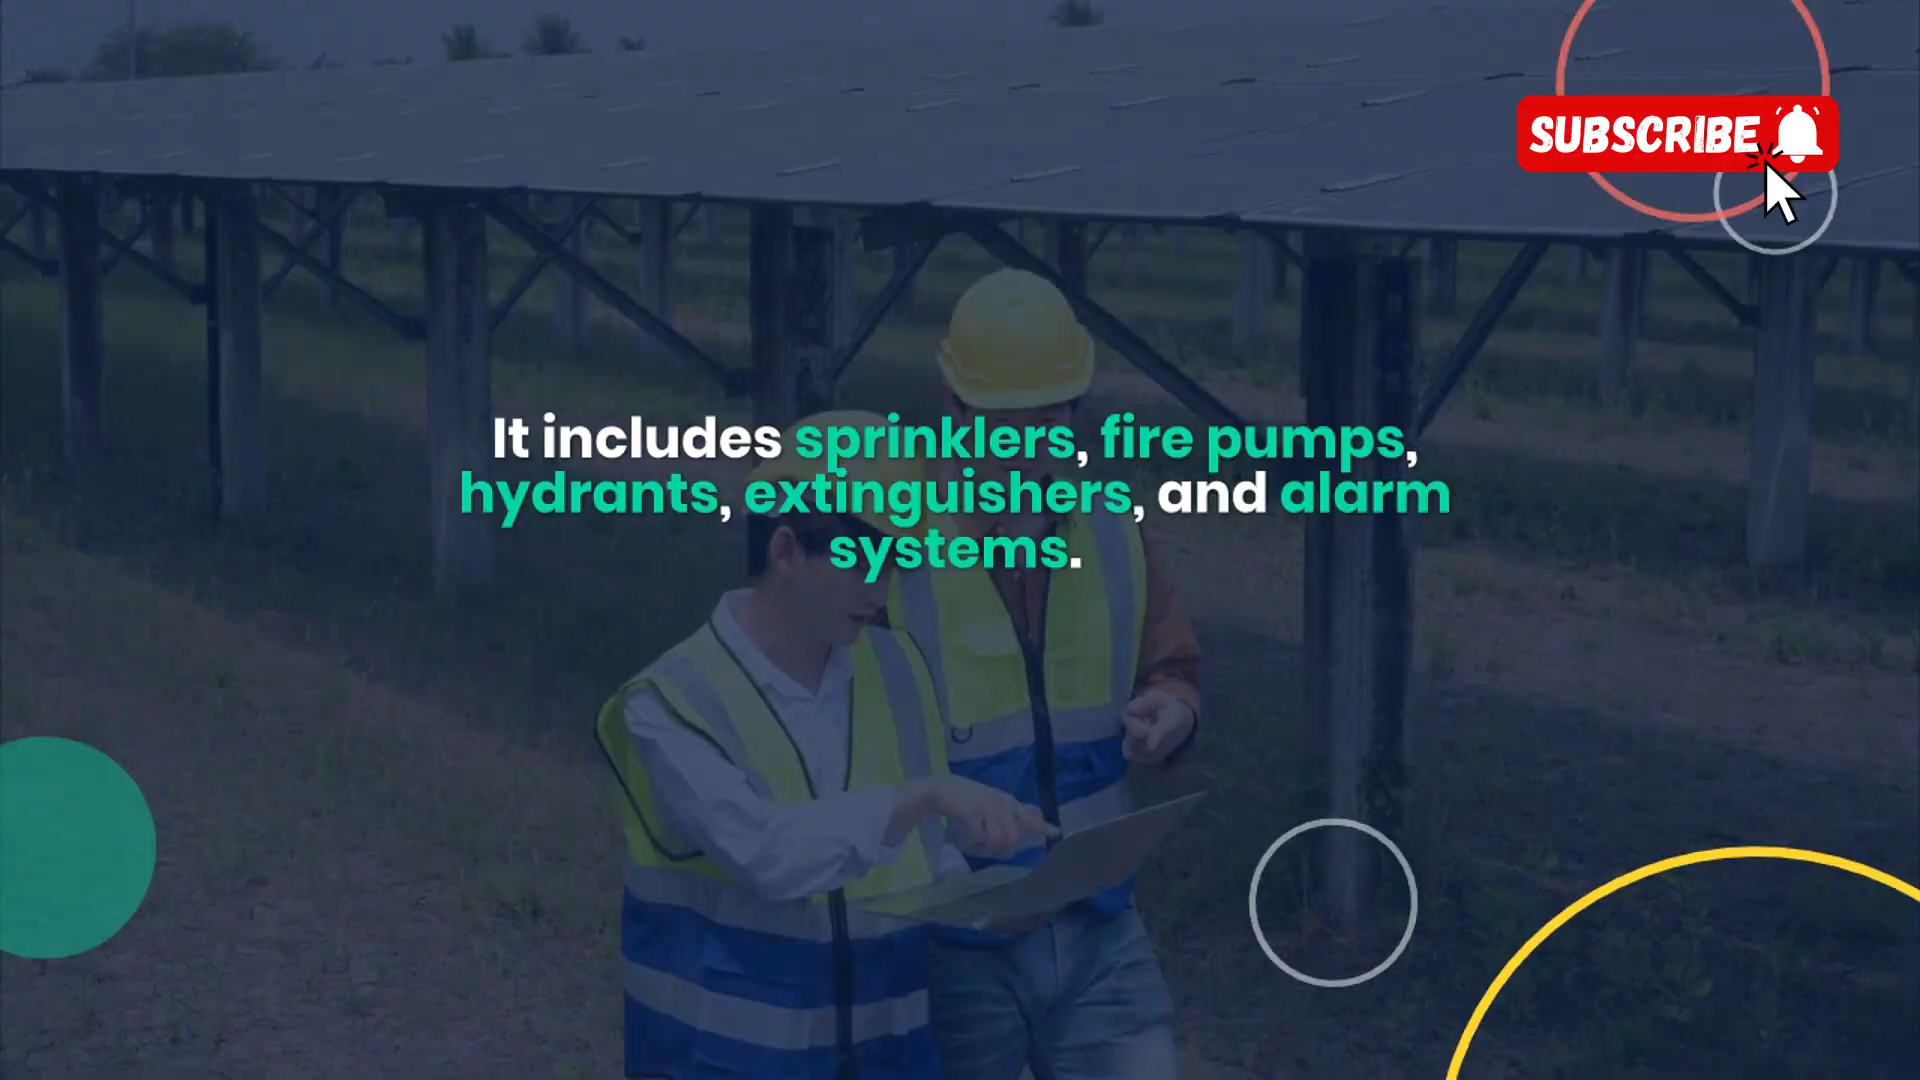 SUBSCRIBE
It includes sprinklers, fire pumps,
hydrants, extinguishers, and alarm
systems.